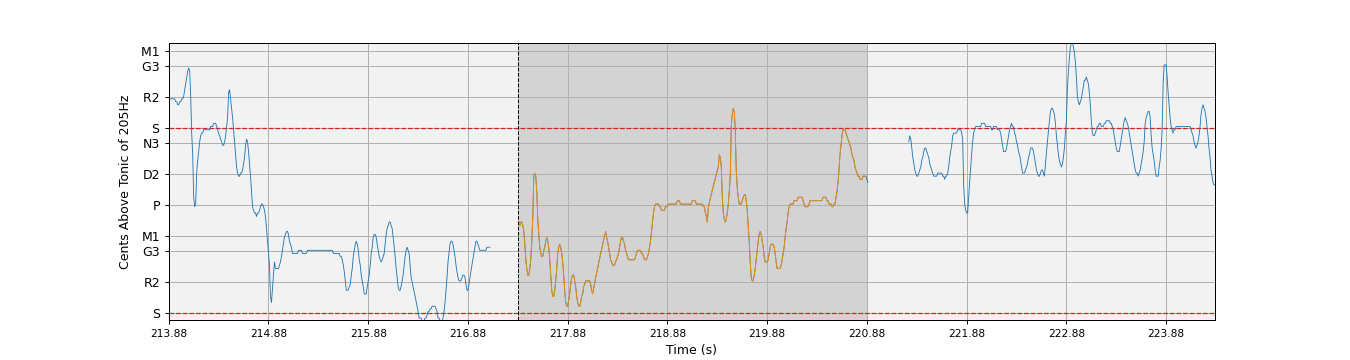 M1
G3
R2
S
N3
D2
P
M1
G3
R2
S
Cents Above Tonic of 205Hz
213.88 214.88 215.88 216.88 217.88 218.88 219.88 220.88 221.88 222.88 223.88
Time (s)